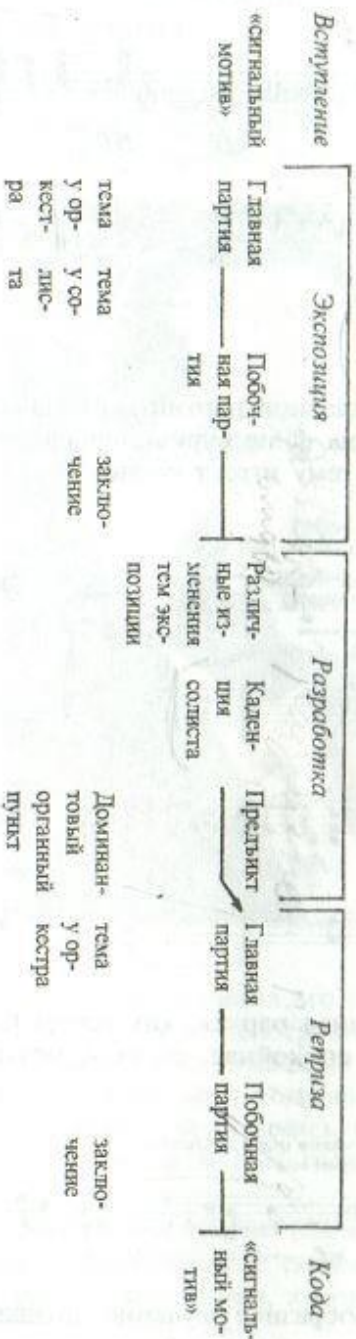 Вступление
Экспозиция
Разработка
Реприза
Кода
«сигнальный
мотив»
Главная
партия
Побоч-
ная пар-
тия
Различ-
ные из-
менения
тем экс-
позиции
Каден-
ция
солиста
Предъикт
Главная
партия
Побочная
партия
«сигналь-
ный мо-
тив»
тема
у ор-
кест-
ра
тема
у со-
лис-
та
заклю-
чение
Доминан-
товый
органный
пункт
тема
у ор-
кестра
заклю-
чение